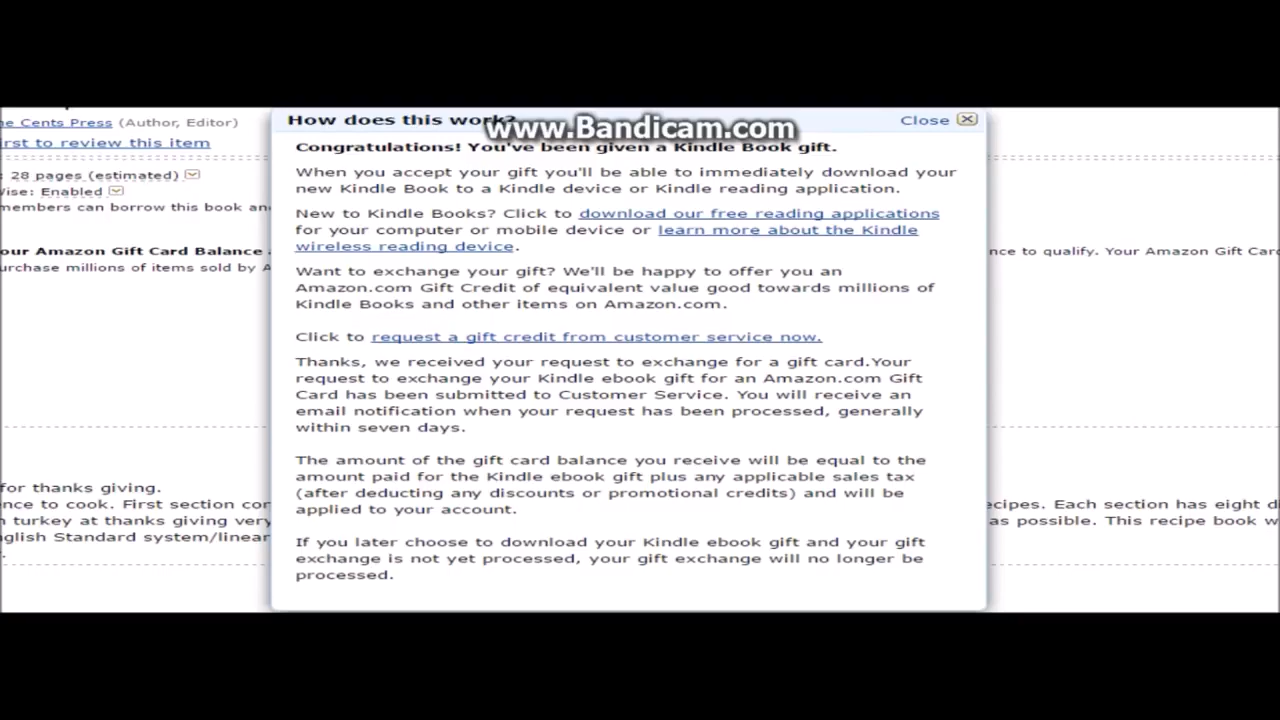 How does this work?
www.Bandicam.com
Close
Congratulations! You've been given a Kindle Book gift.
When you accept your gift you'll be able to immediately download your
new Kindle Book to a Kindle device or Kindle reading application.
New to Kindle Books? Click to download our free reading applications
for your computer or mobile device or learn more about the Kindle
wireless reading device.
Want to exchange your gift? We'll be happy to offer you an
Amazon.com Gift Credit of equivalent value good towards millions of
Kindle Books and other items on Amazon.com.
Click to request a gift credit from customer service now.
Thanks, we received your request to exchange for a gift card.Your
request to exchange your Kindle ebook gift for an Amazon.com Gift
Card has been submitted to Customer Service. You will receive an
email notification when your request has been processed, generally
within seven days.
The amount of the gift card balance you receive will be equal to the
amount paid for the Kindle ebook gift plus any applicable sales tax
(after deducting any discounts or promotional credits) and will be
applied to your account.
If you later choose to download your Kindle ebook gift and your gift
exchange is not yet processed, your gift exchange will no longer be
processed.
Cents Press (Author, Editor)
to review this item
: 28 pages (estimated)
Enabled
members can borrow this book
Amazon Gift Card Balance
millions of items sold by
for thanks giving.
to cook. First section
turkey at thanks giving
Standard
to qualify. Your Amazon Gift
Each section has eight
as possible. This recipe book